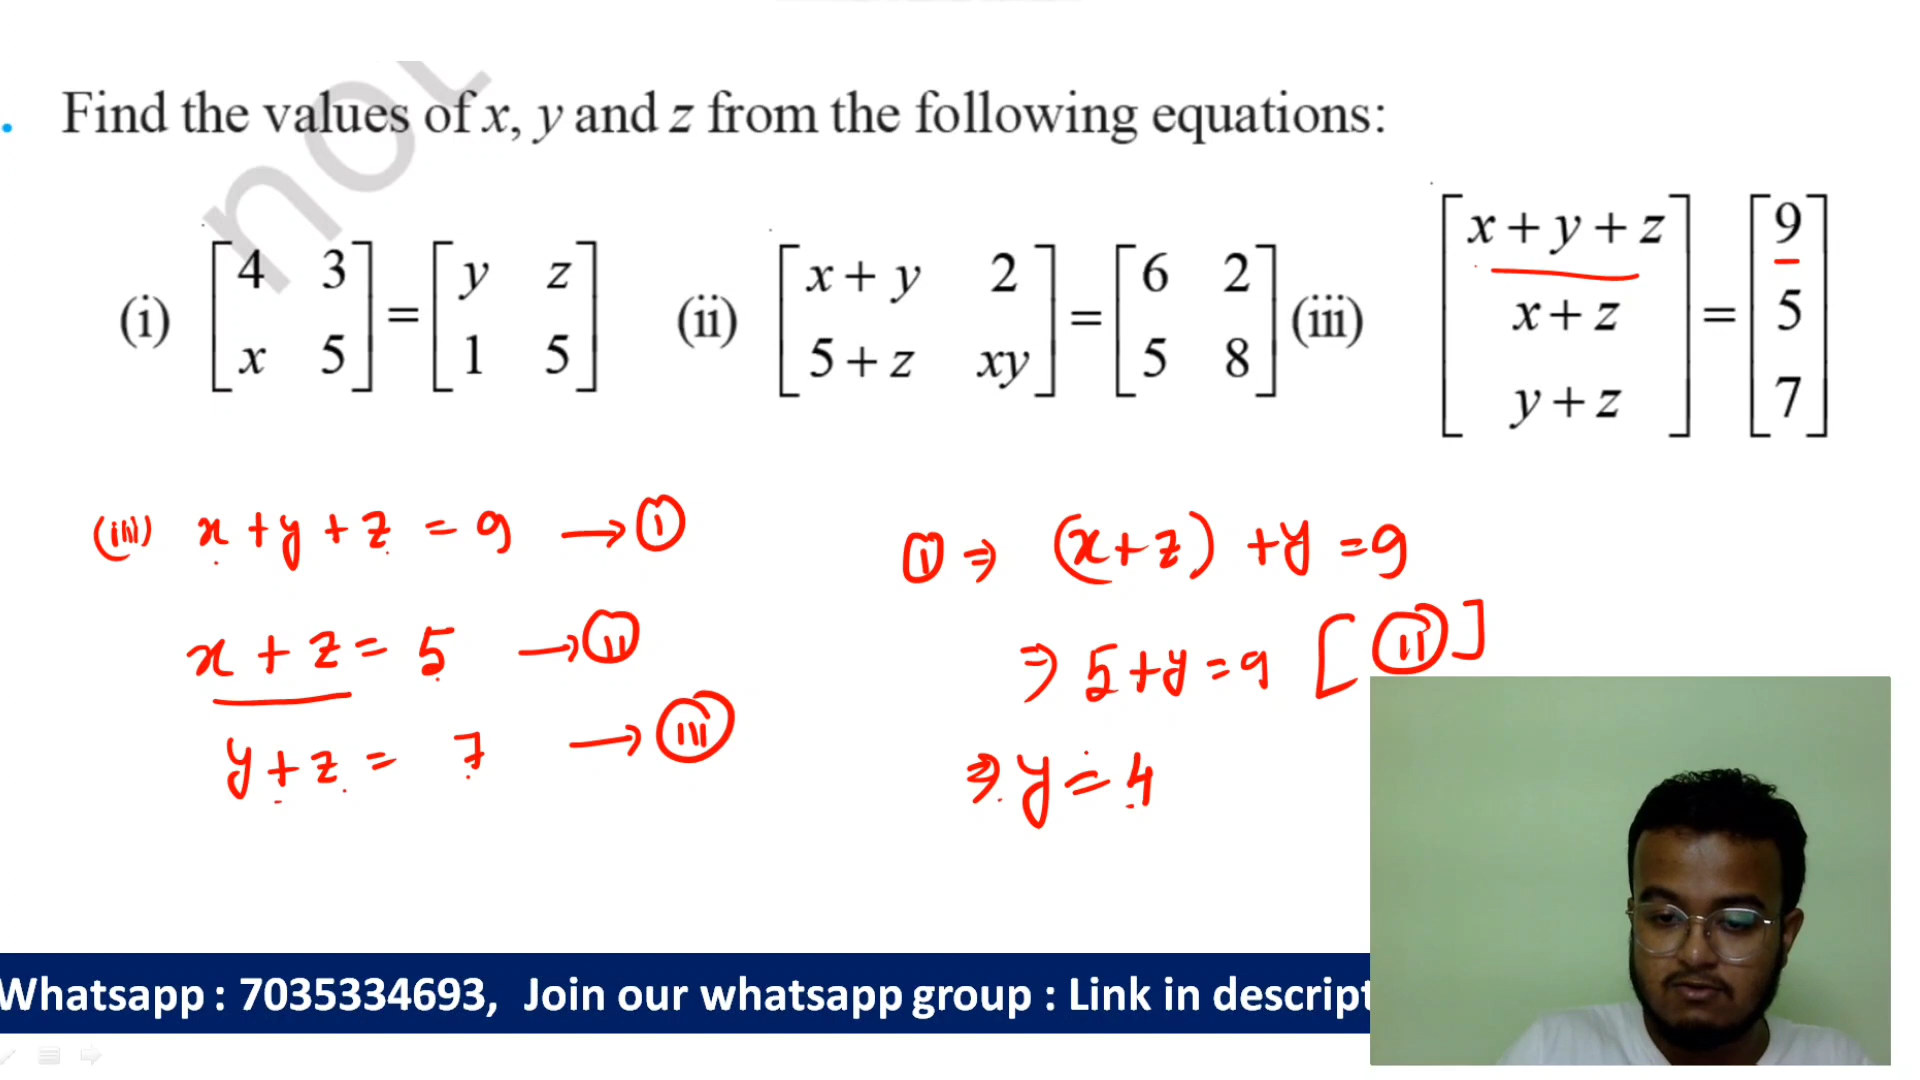 not
. Find the values of x, y and z from the following equations:
(i) [4 3; x 5] = [y z; 1 5] (ii) [x + y 2; 5 + z xy] = [6 2; 5 8] (iii) [x + y + z; x + z; y + z] = [9; 5; 7]
(iii) x + y + z = 9 → (i)
x + z = 5 → (ii)
y + z = 7 → (iii)
(i) ⇒ (x + z) + y = 9
⇒ 5 + y = 9 [(ii)]
⇒ y = 4
Whatsapp : 7035334693, Join our whatsapp group : Link in descript